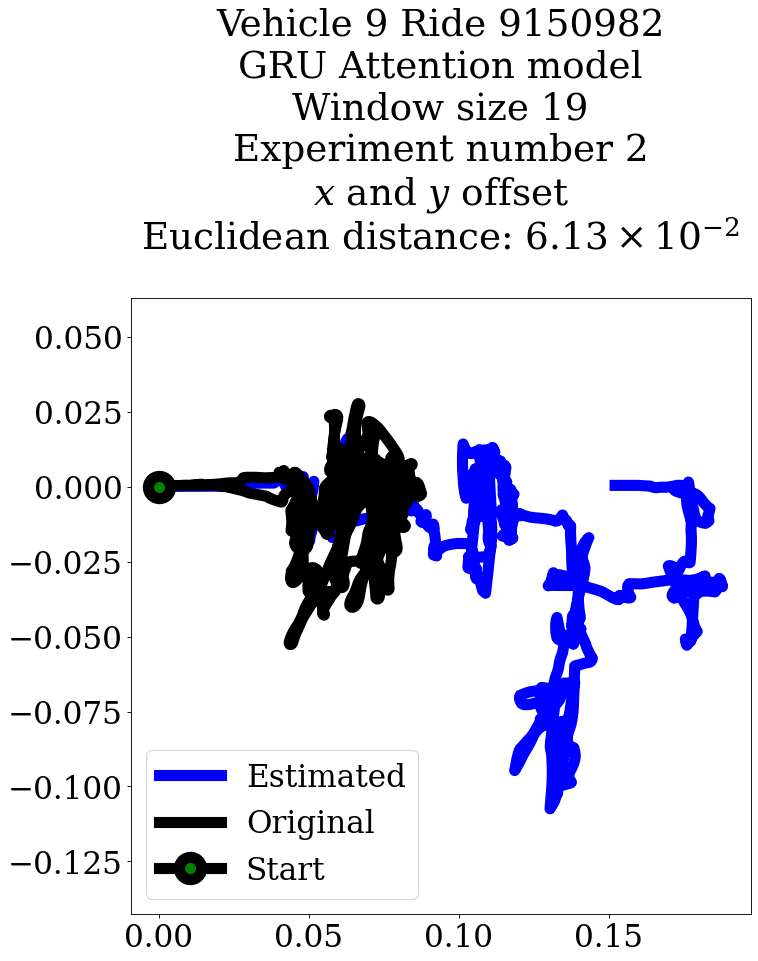 Vehicle 9 Ride 9150982
GRU Attention model
Window size 19
Experiment number 2
x and y offset
Euclidean distance: 6.13 × 10⁻²
0.050
0.025
0.000
−0.025
−0.050
−0.075
−0.100
−0.125
Estimated
Original
Start
0.00 0.05 0.10 0.15